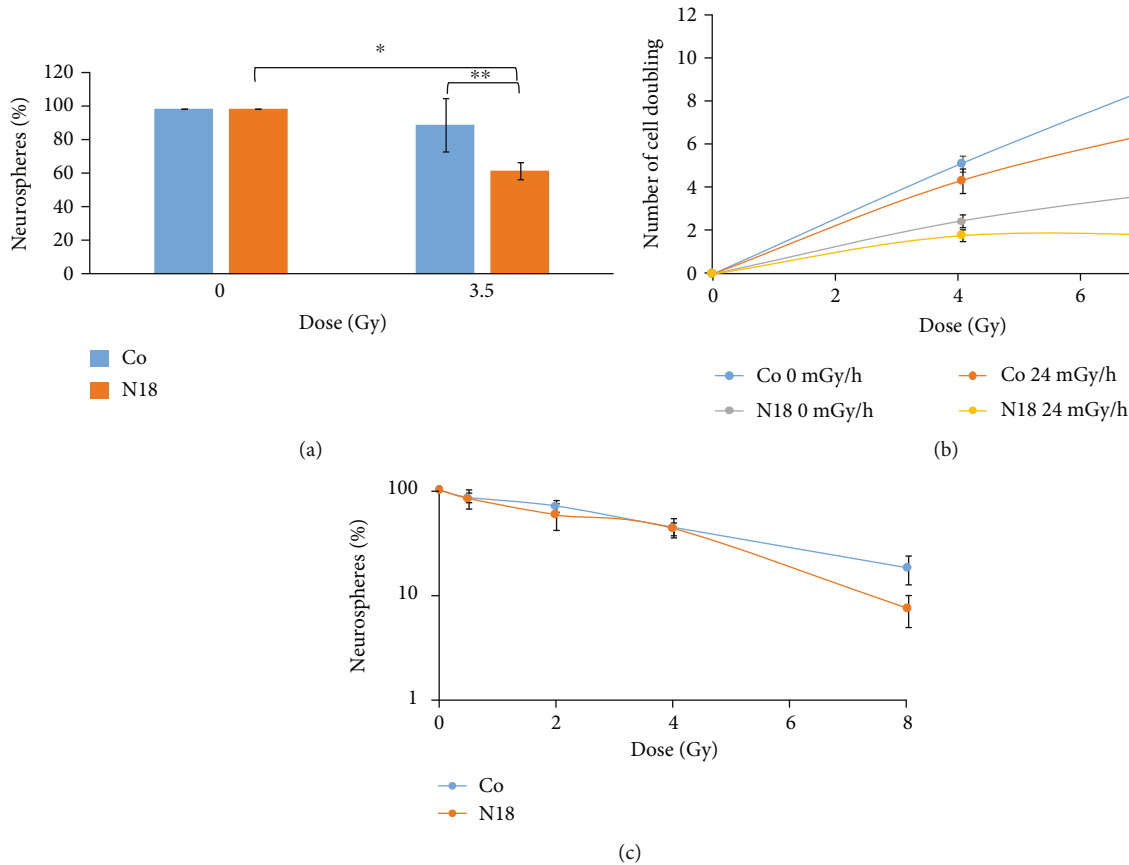 *
**
120
100
80
60
40
20
0
Neurospheres (%)
0
3.5
Dose (Gy)
Co
N18
(a)
12
10
8
6
4
2
0
Number of cell doubling
0
2
4
6
Dose (Gy)
Co 0 mGy/h
Co 24 mGy/h
N18 0 mGy/h
N18 24 mGy/h
(b)
100
10
1
Neurospheres (%)
0
2
4
6
8
Dose (Gy)
Co
N18
(c)